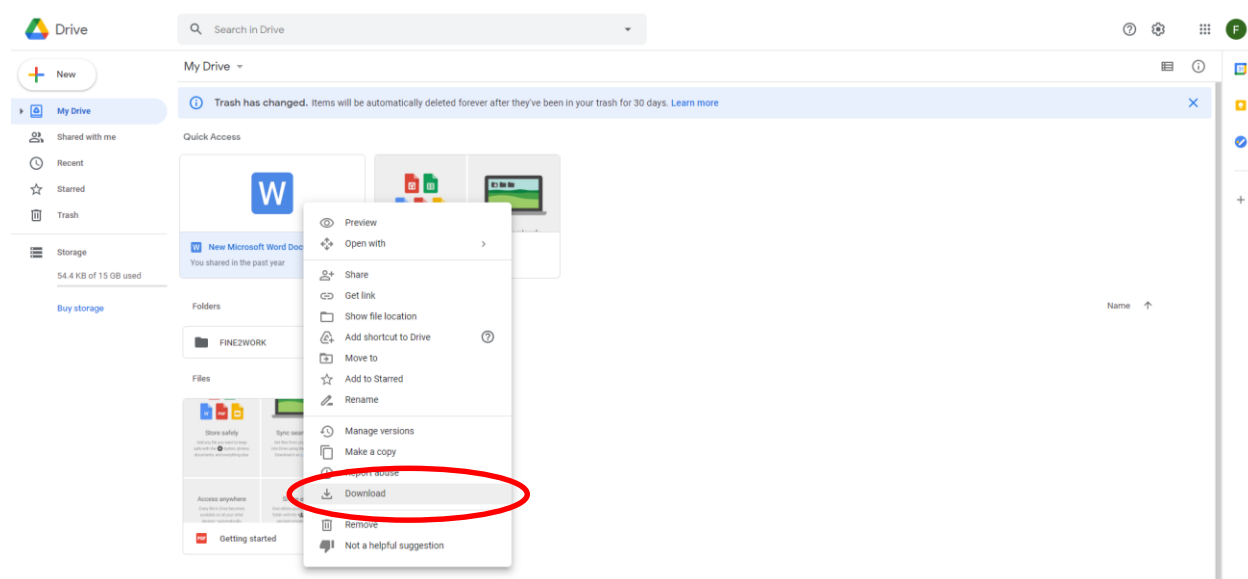 Drive
Search in Drive
F
New
My Drive
Trash has changed. Items will be automatically deleted forever after they've been in your trash for 30 days. Learn more
My Drive
Shared with me
Recent
Starred
Trash
Storage
54.4 KB of 15 GB used
Buy storage
Quick Access
W
W New Microsoft Word Doc
You shared in the past year
Folders
Name
FINE2WORK
Files
Store safely
Sync sear
Access anywhere
PDF Getting started
Preview
Open with
Share
Get link
Show file location
Add shortcut to Drive
Move to
Add to Starred
Rename
Manage versions
Make a copy
Report abuse
Download
Remove
Not a helpful suggestion